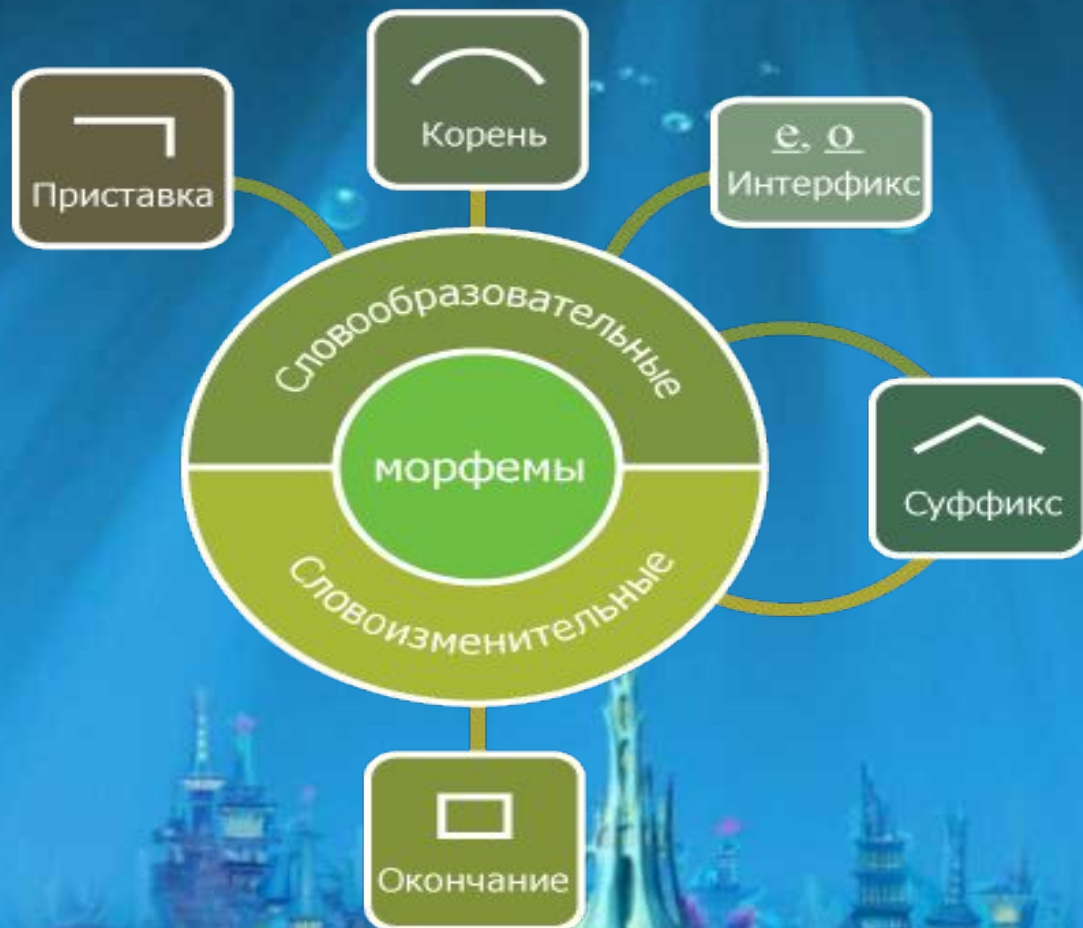 Корень
Приставка
е, о
Интерфикс
Словообразовательные
морфемы
Суффикс
Словоизменительные
Окончание